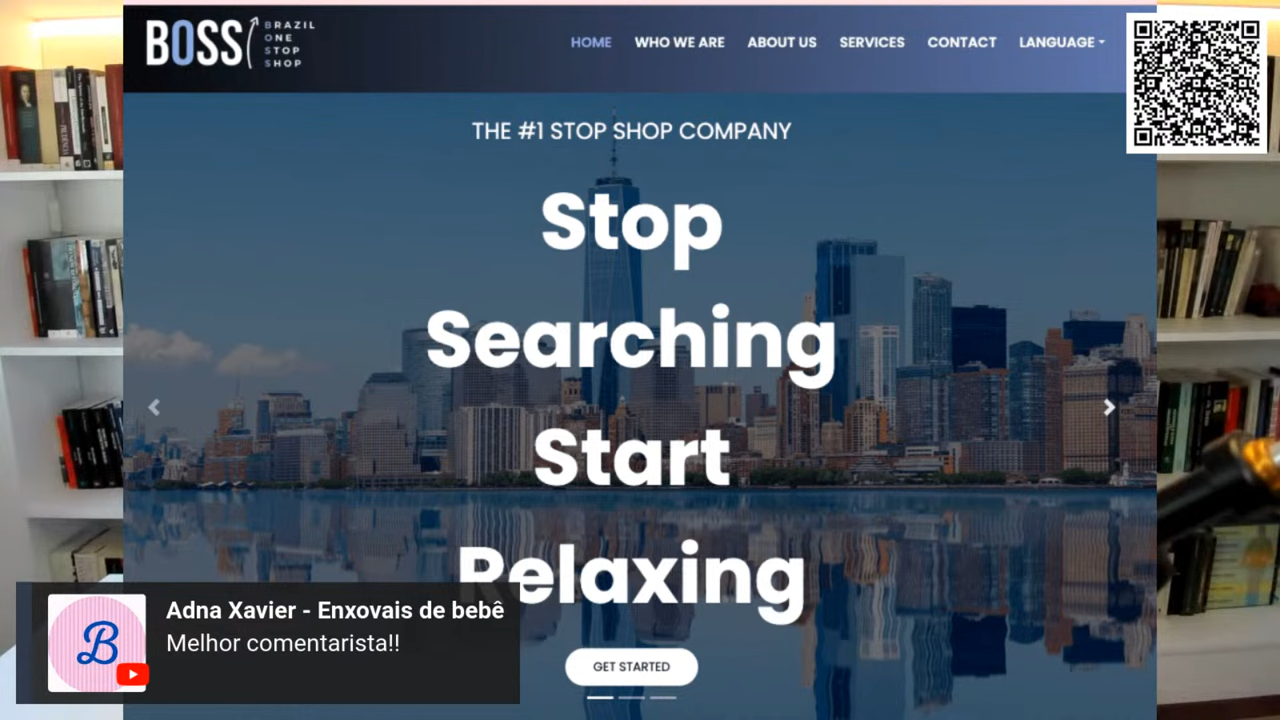 BOSS
BRAZIL
ONE
STOP
SHOP
HOME WHO WE ARE ABOUT US SERVICES CONTACT LANGUAGE
THE #1 STOP SHOP COMPANY
Stop
Searching
Start
Relaxing
GET STARTED
Adna Xavier - Enxovais de bebê
Melhor comentarista!!
B